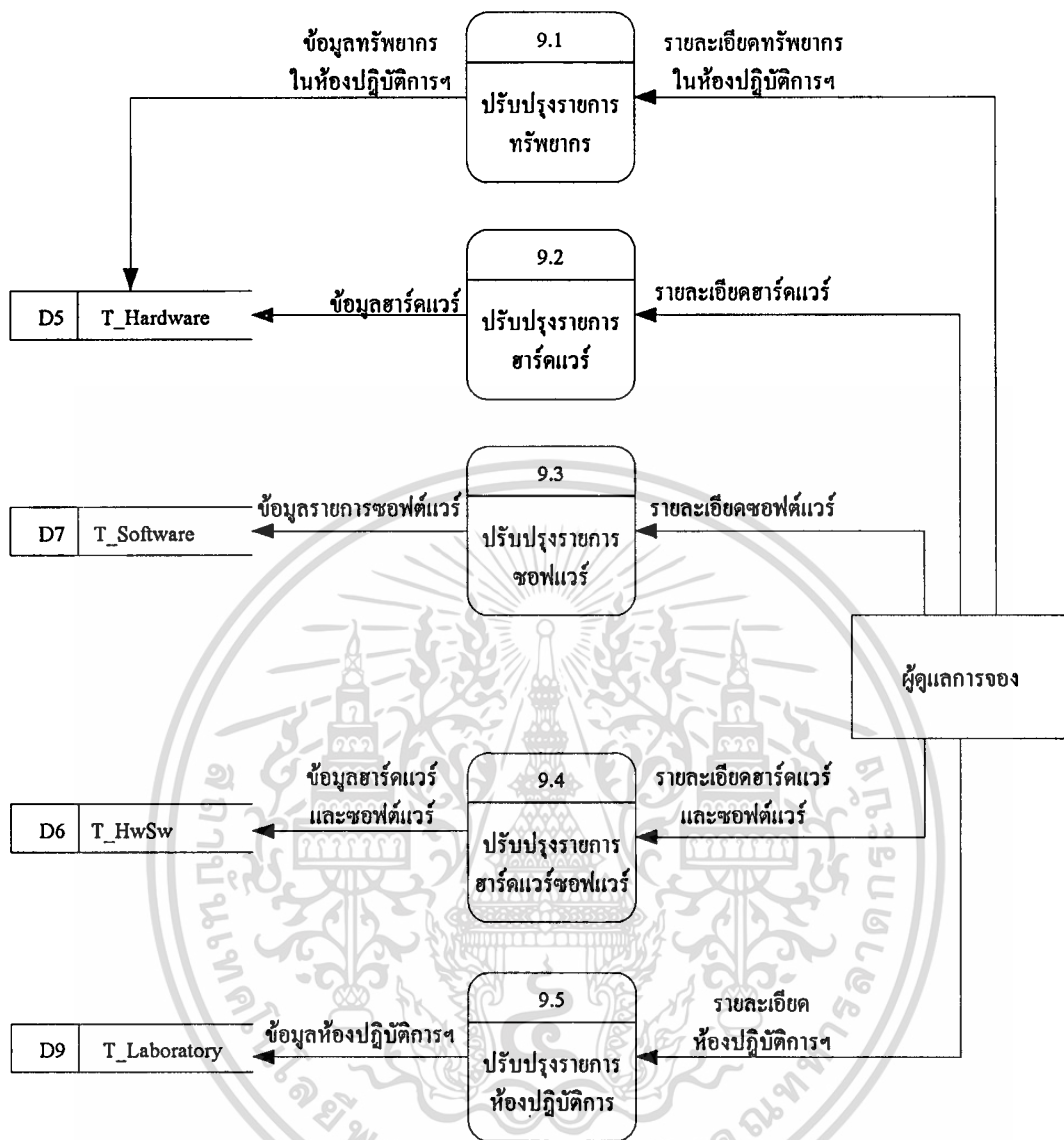 9.1
ข้อมูลทรัพยากร
ในห้องปฏิบัติการฯ
ปรับปรุงรายการ
ทรัพยากร
รายละเอียดทรัพยากร
ในห้องปฏิบัติการฯ
9.2
D5 T_Hardware
ข้อมูลฮาร์ดแวร์
ปรับปรุงรายการ
ฮาร์ดแวร์
รายละเอียดฮาร์ดแวร์
9.3
D7 T_Software
ข้อมูลรายการซอฟต์แวร์
ปรับปรุงรายการ
ซอฟแวร์
รายละเอียดซอฟต์แวร์
ผู้ดูแลการจอง
9.4
D6 T_HwSw
ข้อมูลฮาร์ดแวร์
และซอฟต์แวร์
ปรับปรุงรายการ
ฮาร์ดแวร์ซอฟแวร์
รายละเอียดฮาร์ดแวร์
และซอฟต์แวร์
9.5
D9 T_Laboratory
ข้อมูลห้องปฏิบัติการฯ
ปรับปรุงรายการ
ห้องปฏิบัติการ
รายละเอียด
ห้องปฏิบัติการฯ